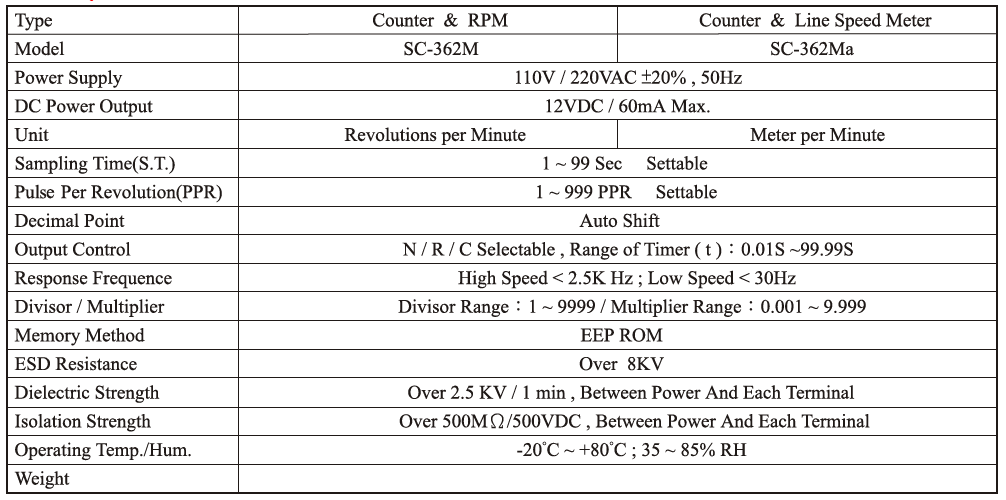 Type Counter & RPM Counter & Line Speed Meter
Model SC-362M SC-362Ma
Power Supply 110V / 220VAC ±20% , 50Hz
DC Power Output 12VDC / 60mA Max.
Unit Revolutions per Minute Meter per Minute
Sampling Time(S.T.) 1 ~ 99 Sec Settable
Pulse Per Revolution(PPR) 1 ~ 999 PPR Settable
Decimal Point Auto Shift
Output Control N / R / C Selectable , Range of Timer ( t ) : 0.01S ~99.99S
Response Frequence High Speed < 2.5K Hz ; Low Speed < 30Hz
Divisor / Multiplier Divisor Range : 1 ~ 9999 / Multiplier Range : 0.001 ~ 9.999
Memory Method EEP ROM
ESD Resistance Over 8KV
Dielectric Strength Over 2.5 KV / 1 min , Between Power And Each Terminal
Isolation Strength Over 500MΩ/500VDC , Between Power And Each Terminal
Operating Temp./Hum. -20°C ~ +80°C ; 35 ~ 85% RH
Weight